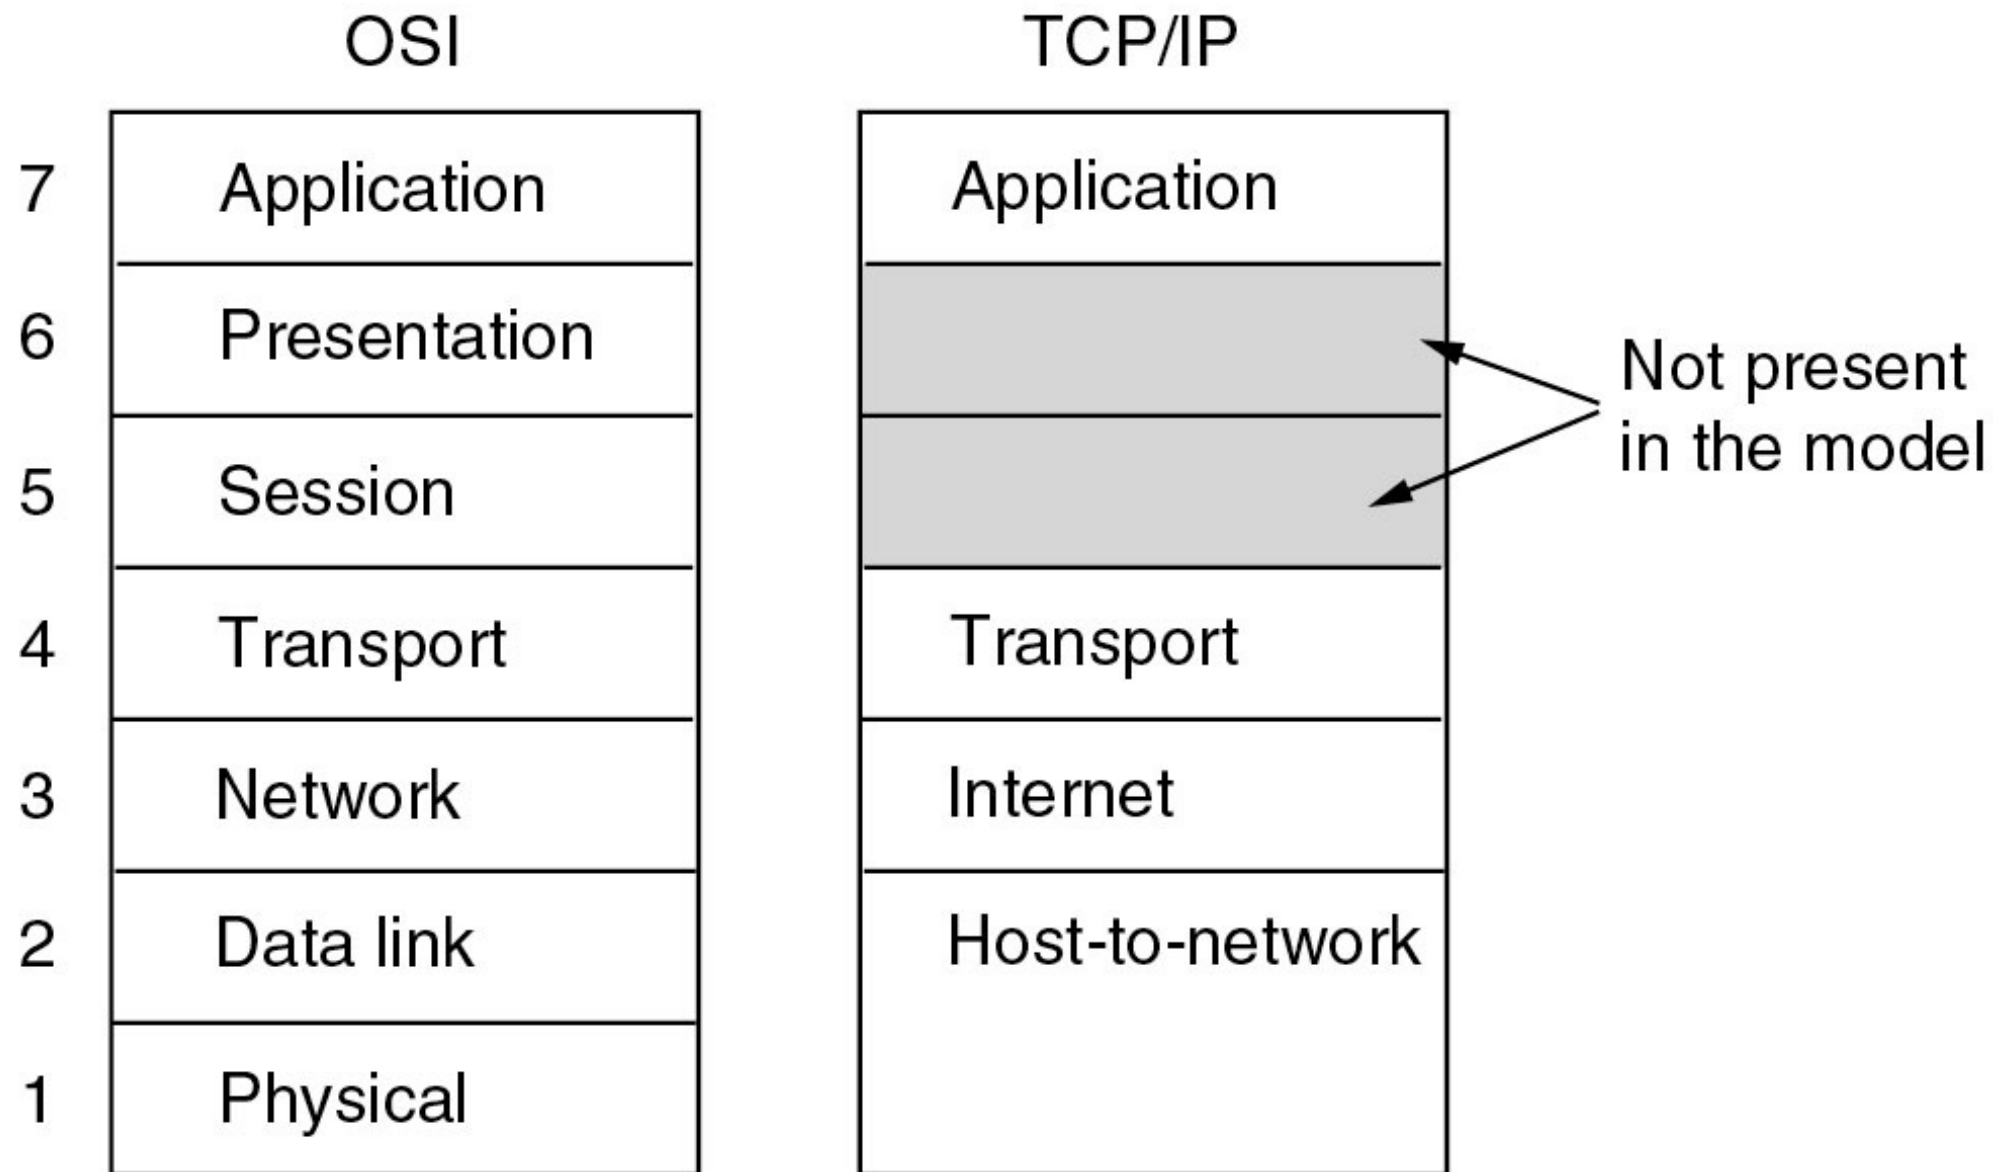 OSI
TCP/IP
7
Application
Application
6
Presentation
Not present
in the model
5
Session
4
Transport
Transport
3
Network
Internet
2
Data link
Host-to-network
1
Physical